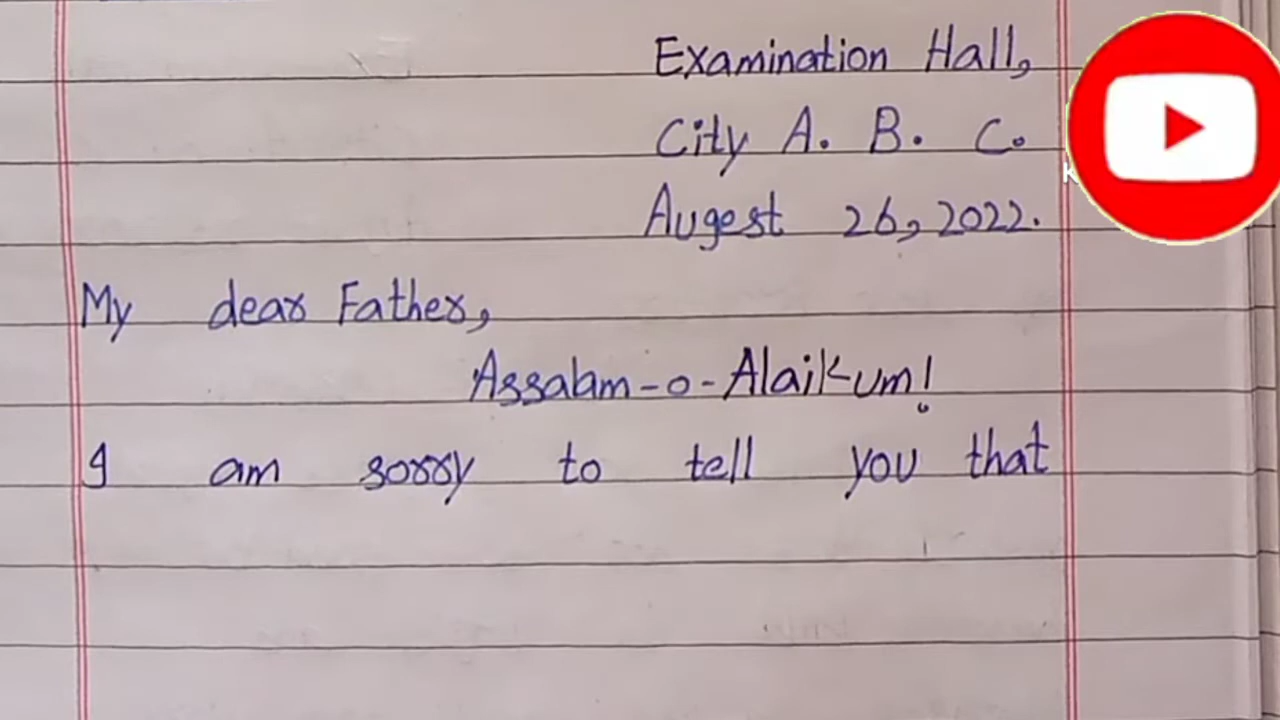 Examination Hall,
City A. B. C.
Augest 26, 2022.
My dear Father,
Assalam-o-Alaikum!
I am sorry to tell you that